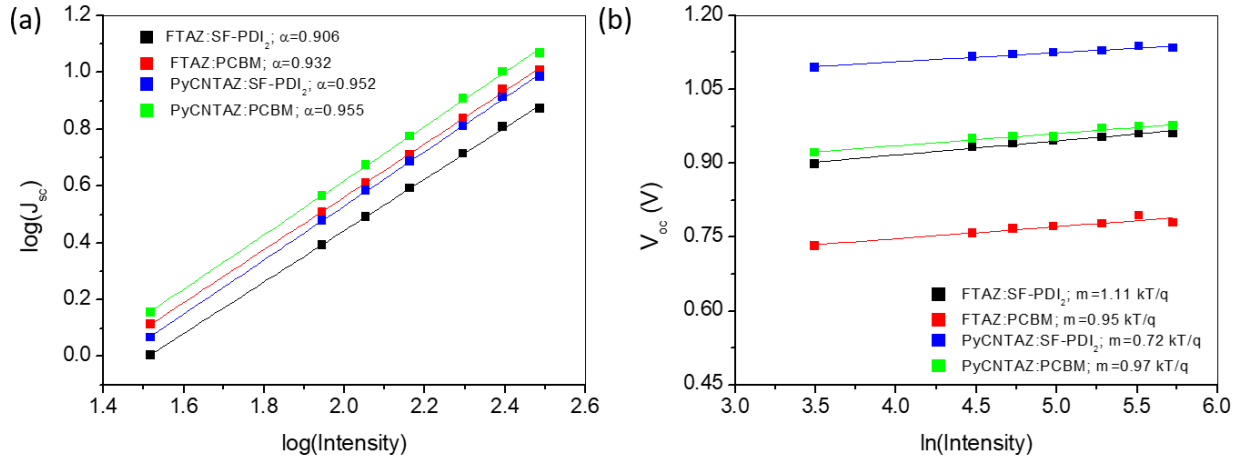 (a)
1.2
1.0
0.8
0.6
0.4
0.2
0.0
log(J_sc)
FTAZ:SF-PDI₂; α=0.906
FTAZ:PCBM; α=0.932
PyCNTAZ:SF-PDI₂; α=0.952
PyCNTAZ:PCBM; α=0.955
1.4 1.6 1.8 2.0 2.2 2.4 2.6
log(Intensity)
(b)
1.20
1.05
0.90
0.75
0.60
0.45
V_oc (V)
FTAZ:SF-PDI₂; m=1.11 kT/q
FTAZ:PCBM; m=0.95 kT/q
PyCNTAZ:SF-PDI₂; m=0.72 kT/q
PyCNTAZ:PCBM; m=0.97 kT/q
3.0 3.5 4.0 4.5 5.0 5.5 6.0
ln(Intensity)